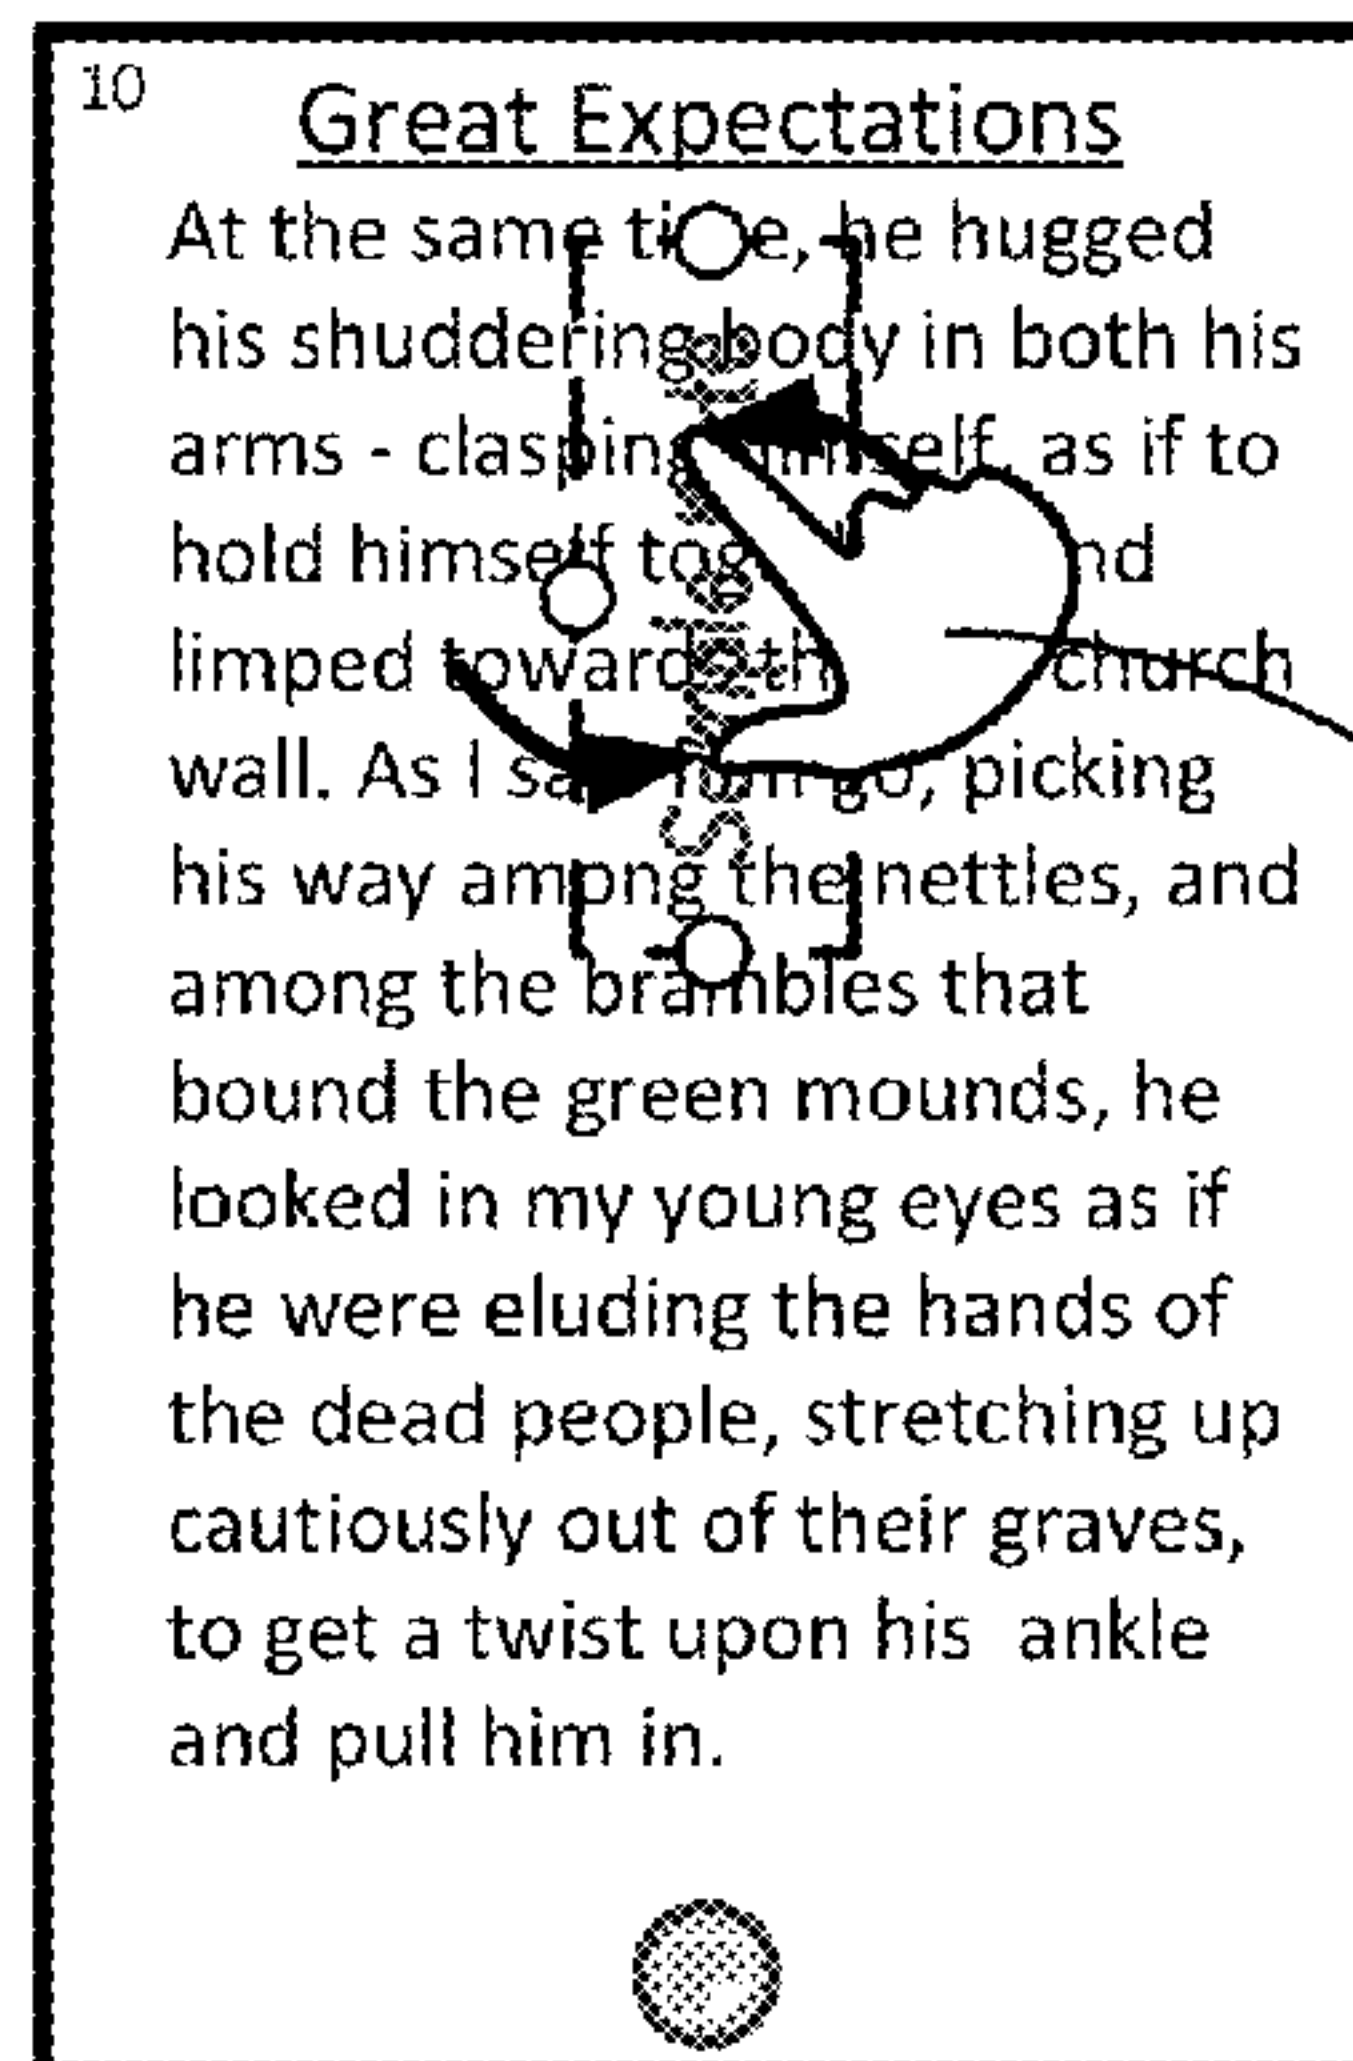 10
Great Expectations
At the same time, he hugged
his shuddering body in both his
arms - clasping himself, as if to
hold himself tog nd
limped towards th church
wall. As I sa him go, picking
his way among the nettles, and
among the brambles that
bound the green mounds, he
looked in my young eyes as if
he were eluding the hands of
the dead people, stretching up
cautiously out of their graves,
to get a twist upon his ankle
and pull him in.
Sample